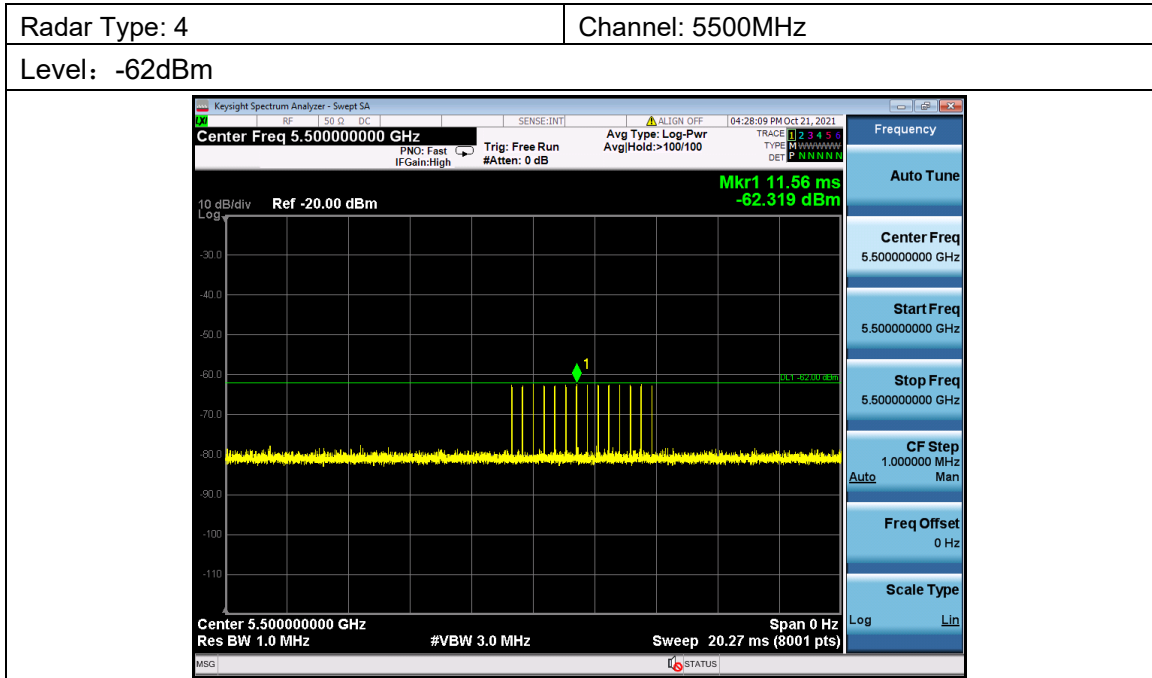 Radar Type: 4
Channel: 5500MHz
Level：-62dBm
Keysight Spectrum Analyzer - Swept SA
LXI RF 50 Ω DC SENSE:INT ALIGN OFF 04:28:09 PM Oct 21, 2021
Center Freq 5.500000000 GHz
PNO: Fast
IFGain:High
Trig: Free Run
#Atten: 0 dB
Avg Type: Log-Pwr
Avg|Hold:>100/100
TRACE 1 2 3 4 5 6
TYPE M WWWWW
DET P N N N N N
Mkr1 11.56 ms
-62.319 dBm
10 dB/div Ref -20.00 dBm
Log
-30.0
-40.0
-50.0
-60.0
-70.0
-80.0
-90.0
-100
-110
1
DL1 -62.00 dBm
Center 5.500000000 GHz Span 0 Hz
Res BW 1.0 MHz #VBW 3.0 MHz Sweep 20.27 ms (8001 pts)
MSG STATUS
Frequency
Auto Tune
Center Freq
5.500000000 GHz
Start Freq
5.500000000 GHz
Stop Freq
5.500000000 GHz
CF Step
1.000000 MHz
Auto Man
Freq Offset
0 Hz
Scale Type
Log Lin